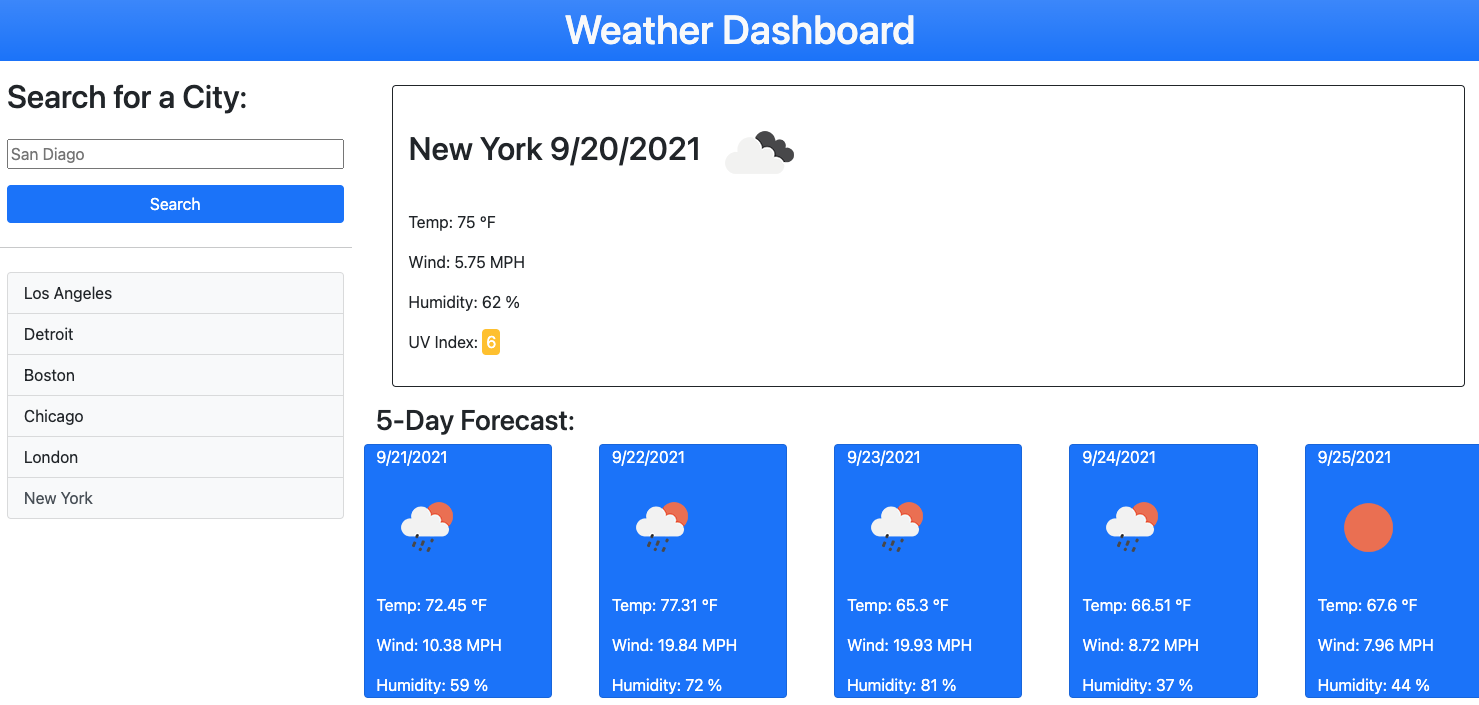 Weather Dashboard
Search for a City:
San Diago
Search
Los Angeles
Detroit
Boston
Chicago
London
New York
New York 9/20/2021
Temp: 75 °F
Wind: 5.75 MPH
Humidity: 62 %
UV Index: 6
5-Day Forecast:
9/21/2021
Temp: 72.45 °F
Wind: 10.38 MPH
Humidity: 59 %
9/22/2021
Temp: 77.31 °F
Wind: 19.84 MPH
Humidity: 72 %
9/23/2021
Temp: 65.3 °F
Wind: 19.93 MPH
Humidity: 81 %
9/24/2021
Temp: 66.51 °F
Wind: 8.72 MPH
Humidity: 37 %
9/25/2021
Temp: 67.6 °F
Wind: 7.96 MPH
Humidity: 44 %